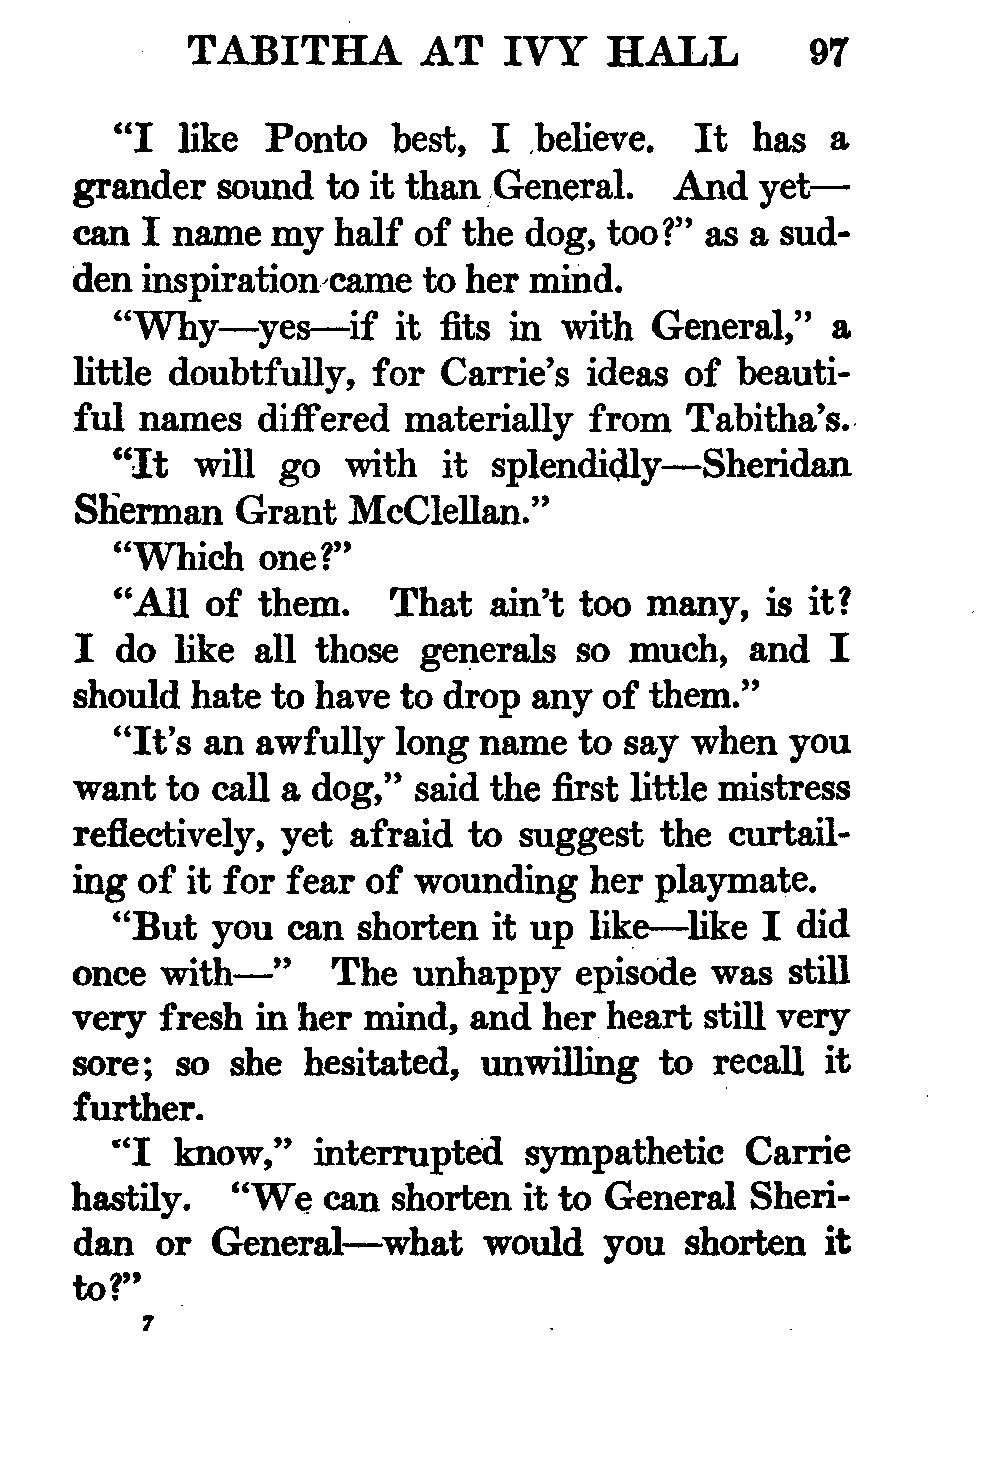 TABITHA AT IVY HALL 97
“I like Ponto best, I believe. It has a
grander sound to it than General. And yet—
can I name my half of the dog, too?” as a sud-
den inspiration came to her mind.
“Why—yes—if it fits in with General,” a
little doubtfully, for Carrie’s ideas of beauti-
ful names differed materially from Tabitha’s.
“It will go with it splendidly—Sheridan
Sherman Grant McClellan.”
“Which one?”
“All of them. That ain’t too many, is it?
I do like all those generals so much, and I
should hate to have to drop any of them.”
“It’s an awfully long name to say when you
want to call a dog,” said the first little mistress
reflectively, yet afraid to suggest the curtail-
ing of it for fear of wounding her playmate.
“But you can shorten it up like—like I did
once with—” The unhappy episode was still
very fresh in her mind, and her heart still very
sore; so she hesitated, unwilling to recall it
further.
“I know,” interrupted sympathetic Carrie
hastily. “We can shorten it to General Sheri-
dan or General—what would you shorten it
to?”
7